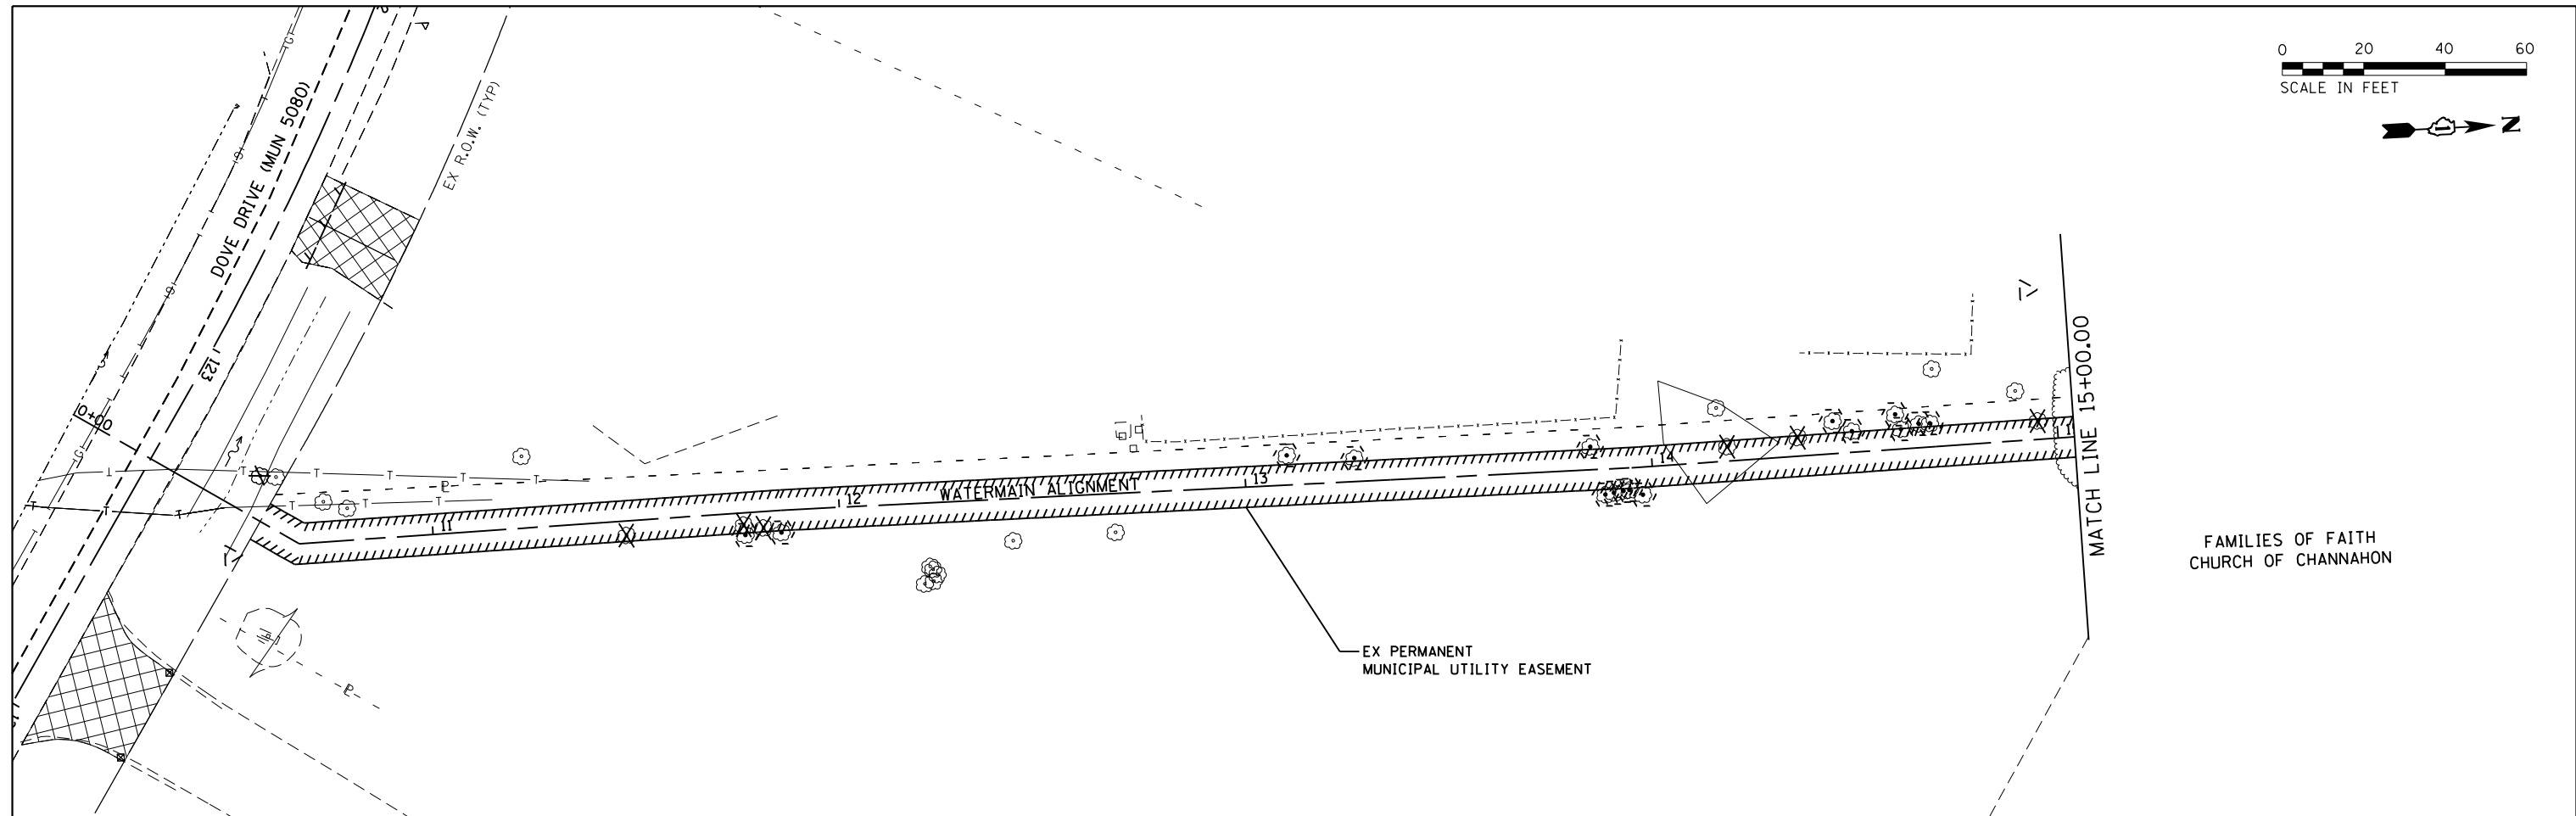 0 20 40 60
SCALE IN FEET
N
DOVE DRIVE (MUN 5080)
EX R.O.W. (TYP)
123
0+00
11
12
WATERMAIN ALIGNMENT
13
14
MATCH LINE 15+00.00
FAMILIES OF FAITH
CHURCH OF CHANNAHON
EX PERMANENT
MUNICIPAL UTILITY EASEMENT